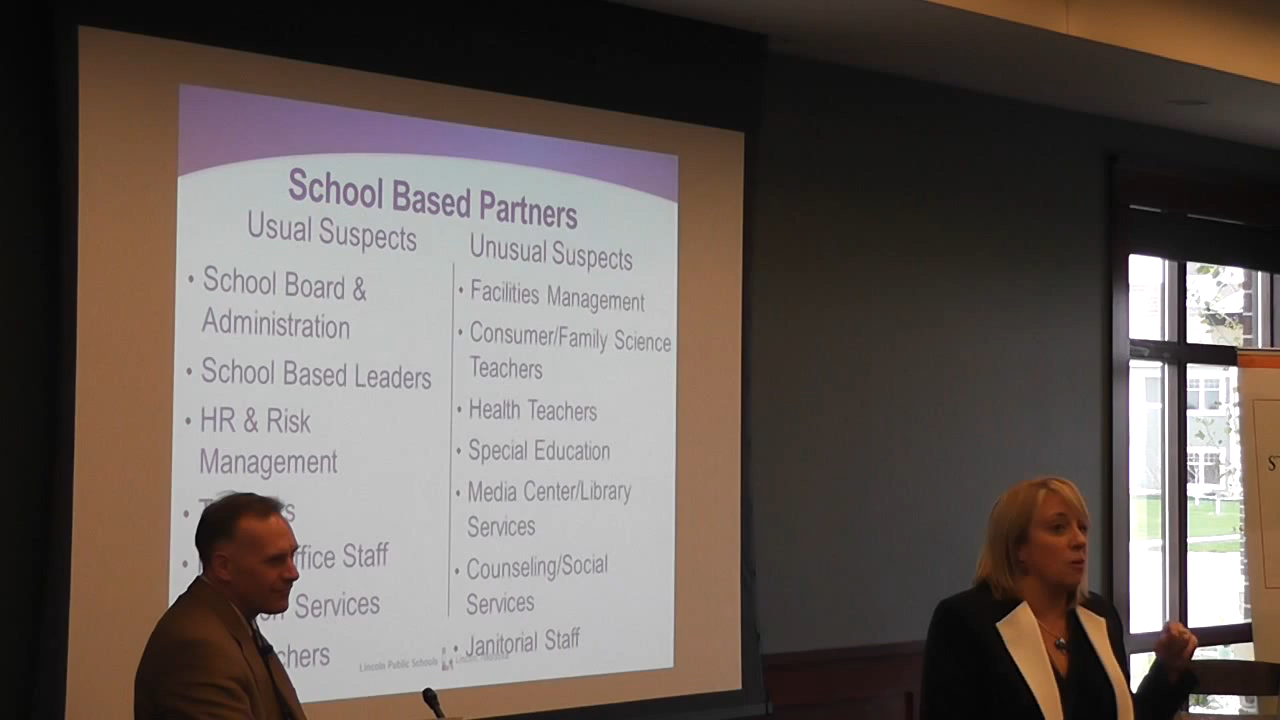 School Based Partners
Usual Suspects
• School Board &
Administration
• School Based Leaders
• HR & Risk
Management
•
• ffice Staff
Services
chers
Unusual Suspects
• Facilities Management
• Consumer/Family Science
Teachers
• Health Teachers
• Special Education
• Media Center/Library
Services
• Counseling/Social
Services
• Janitorial Staff
Lincoln Public Schools